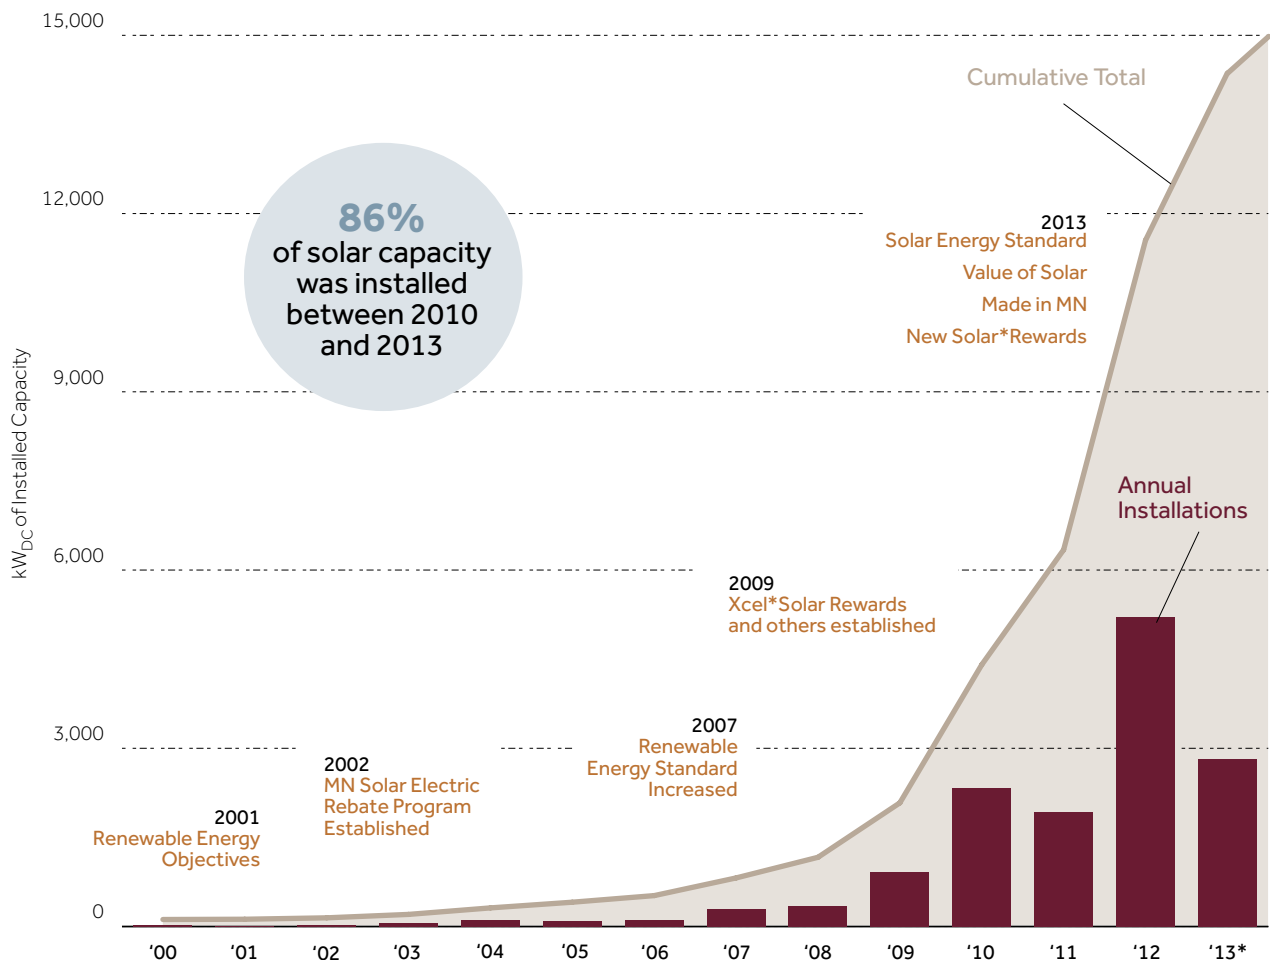 15,000
Cumulative Total
12,000
86%
of solar capacity
was installed
between 2010
and 2013
2013
Solar Energy Standard
Value of Solar
Made in MN
New Solar*Rewards
9,000
kWDC of Installed Capacity
Annual
Installations
6,000
2009
Xcel*Solar Rewards
and others established
3,000
2007
Renewable
Energy Standard
Increased
2002
MN Solar Electric
Rebate Program
Established
2001
Renewable Energy
Objectives
0
‘00 ‘01 ‘02 ‘03 ‘04 ‘05 ‘06 ‘07 ‘08 ‘09 ‘10 ‘11 ‘12 ‘13*